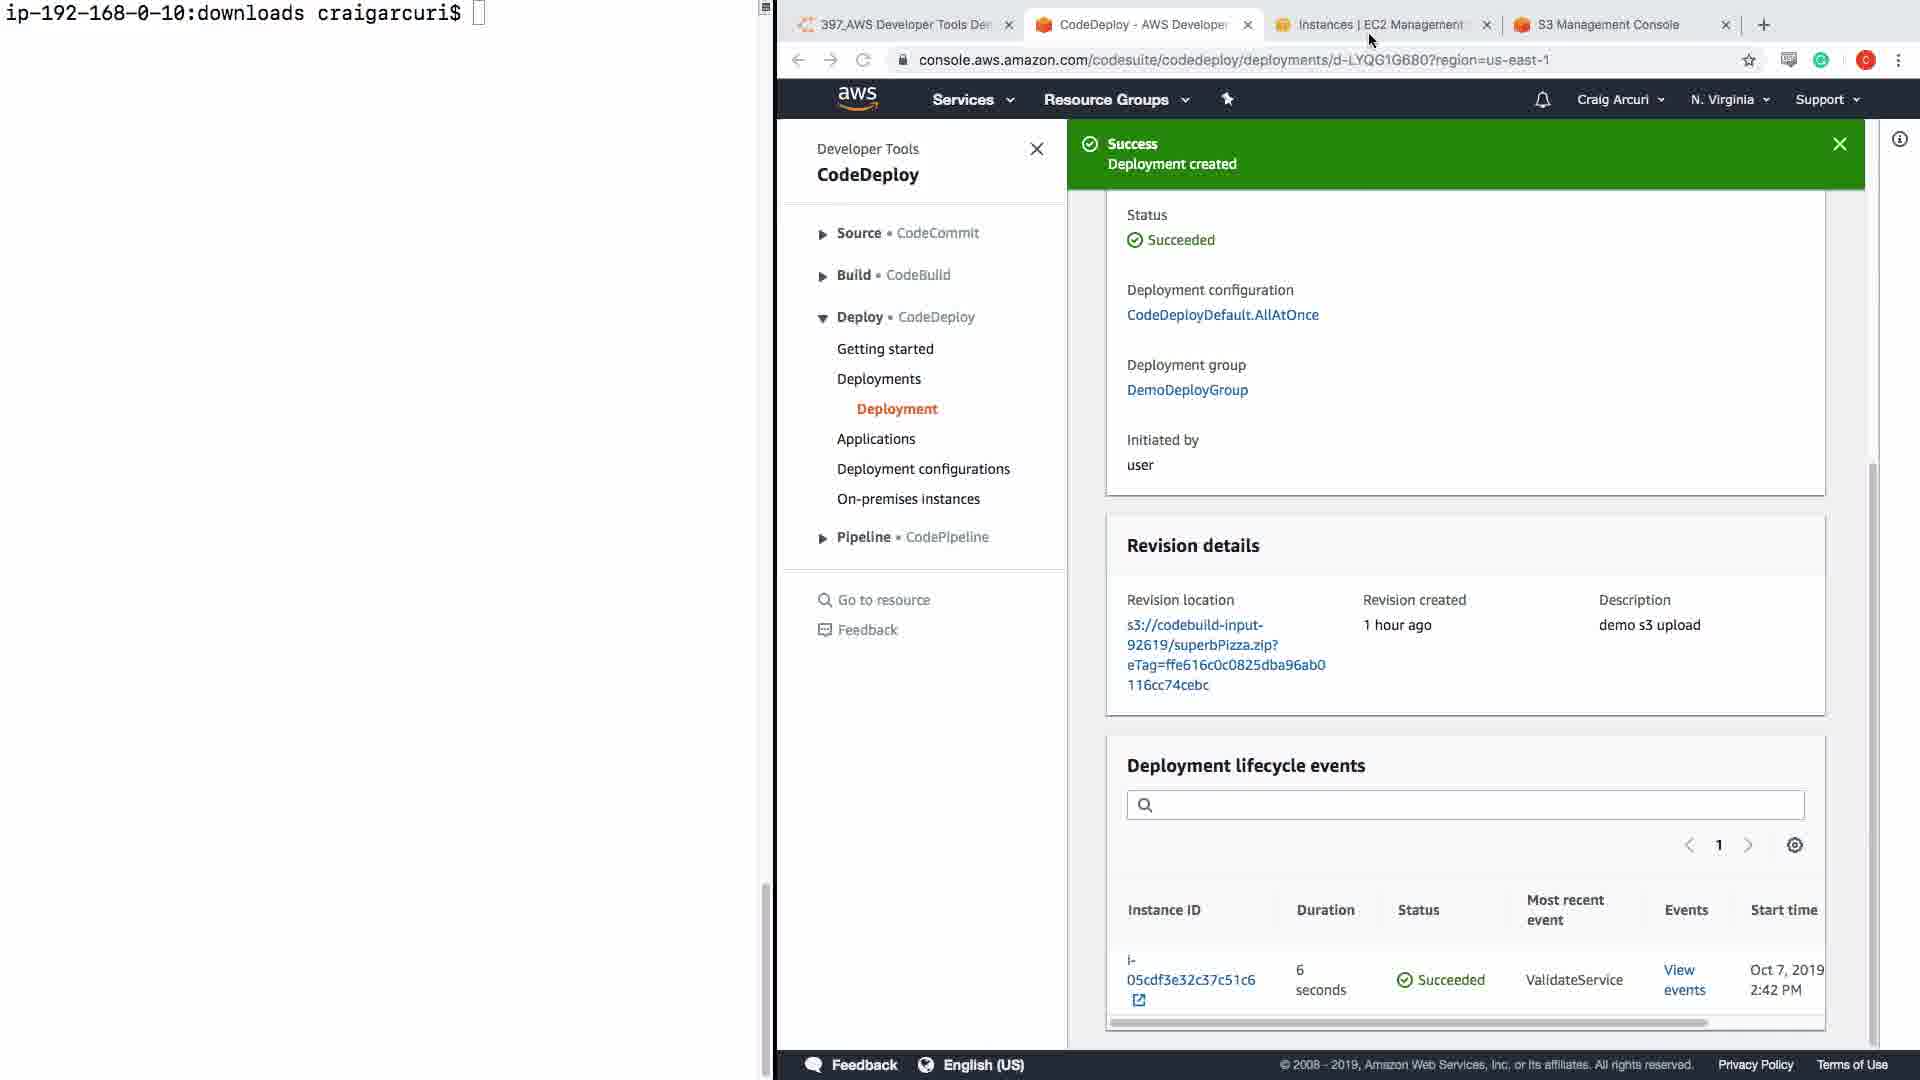 ip-192-168-0-10:downloads craigarcuri$
397_AWS Developer Tools Der
CodeDeploy - AWS Developer
Instances | EC2 Management
S3 Management Console
console.aws.amazon.com/codesuite/codedeploy/deployments/d-LYQG1G680?region=us-east-1
C
aws
Services
Resource Groups
Craig Arcuri
N. Virginia
Support
Developer Tools
CodeDeploy
Source • CodeCommit
Build • CodeBuild
Deploy • CodeDeploy
Getting started
Deployments
Deployment
Applications
Deployment configurations
On-premises instances
Pipeline • CodePipeline
Go to resource
Feedback
Success
Deployment created
Status
Succeeded
Deployment configuration
CodeDeployDefault.AllAtOnce
Deployment group
DemoDeployGroup
Initiated by
user
Revision details
Revision location
s3://codebuild-input-
92619/superbPizza.zip?
eTag=ffe616c0c0825dba96ab0
116cc74cebc
Revision created
1 hour ago
Description
demo s3 upload
Deployment lifecycle events
1
Instance ID
Duration
Status
Most recent
event
Events
Start time
i-
05cdf3e32c37c51c6
6
seconds
Succeeded
ValidateService
View
events
Oct 7, 2019
2:42 PM
Feedback
English (US)
© 2008 - 2019, Amazon Web Services, Inc. or its affiliates. All rights reserved.
Privacy Policy
Terms of Use